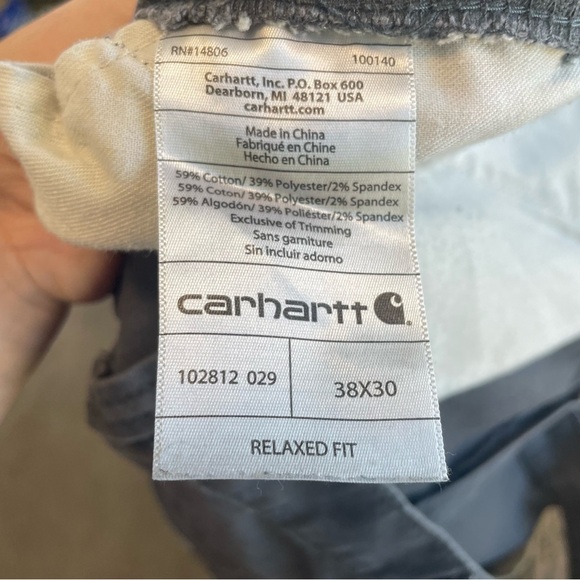 RN#14806 100140
Carhartt, Inc. P.O. Box 600
Dearborn, MI 48121 USA
carhartt.com
Made in China
Fabriqué en Chine
Hecho en China
59% Cotton/ 39% Polyester/2% Spandex
59% Coton/ 39% Polyester/2% Spandex
59% Algodón/ 39% Poliéster/2% Spandex
Exclusive of Trimming
Sans garniture
Sin incluir adorno
carhartt
102812 029 38X30
RELAXED FIT